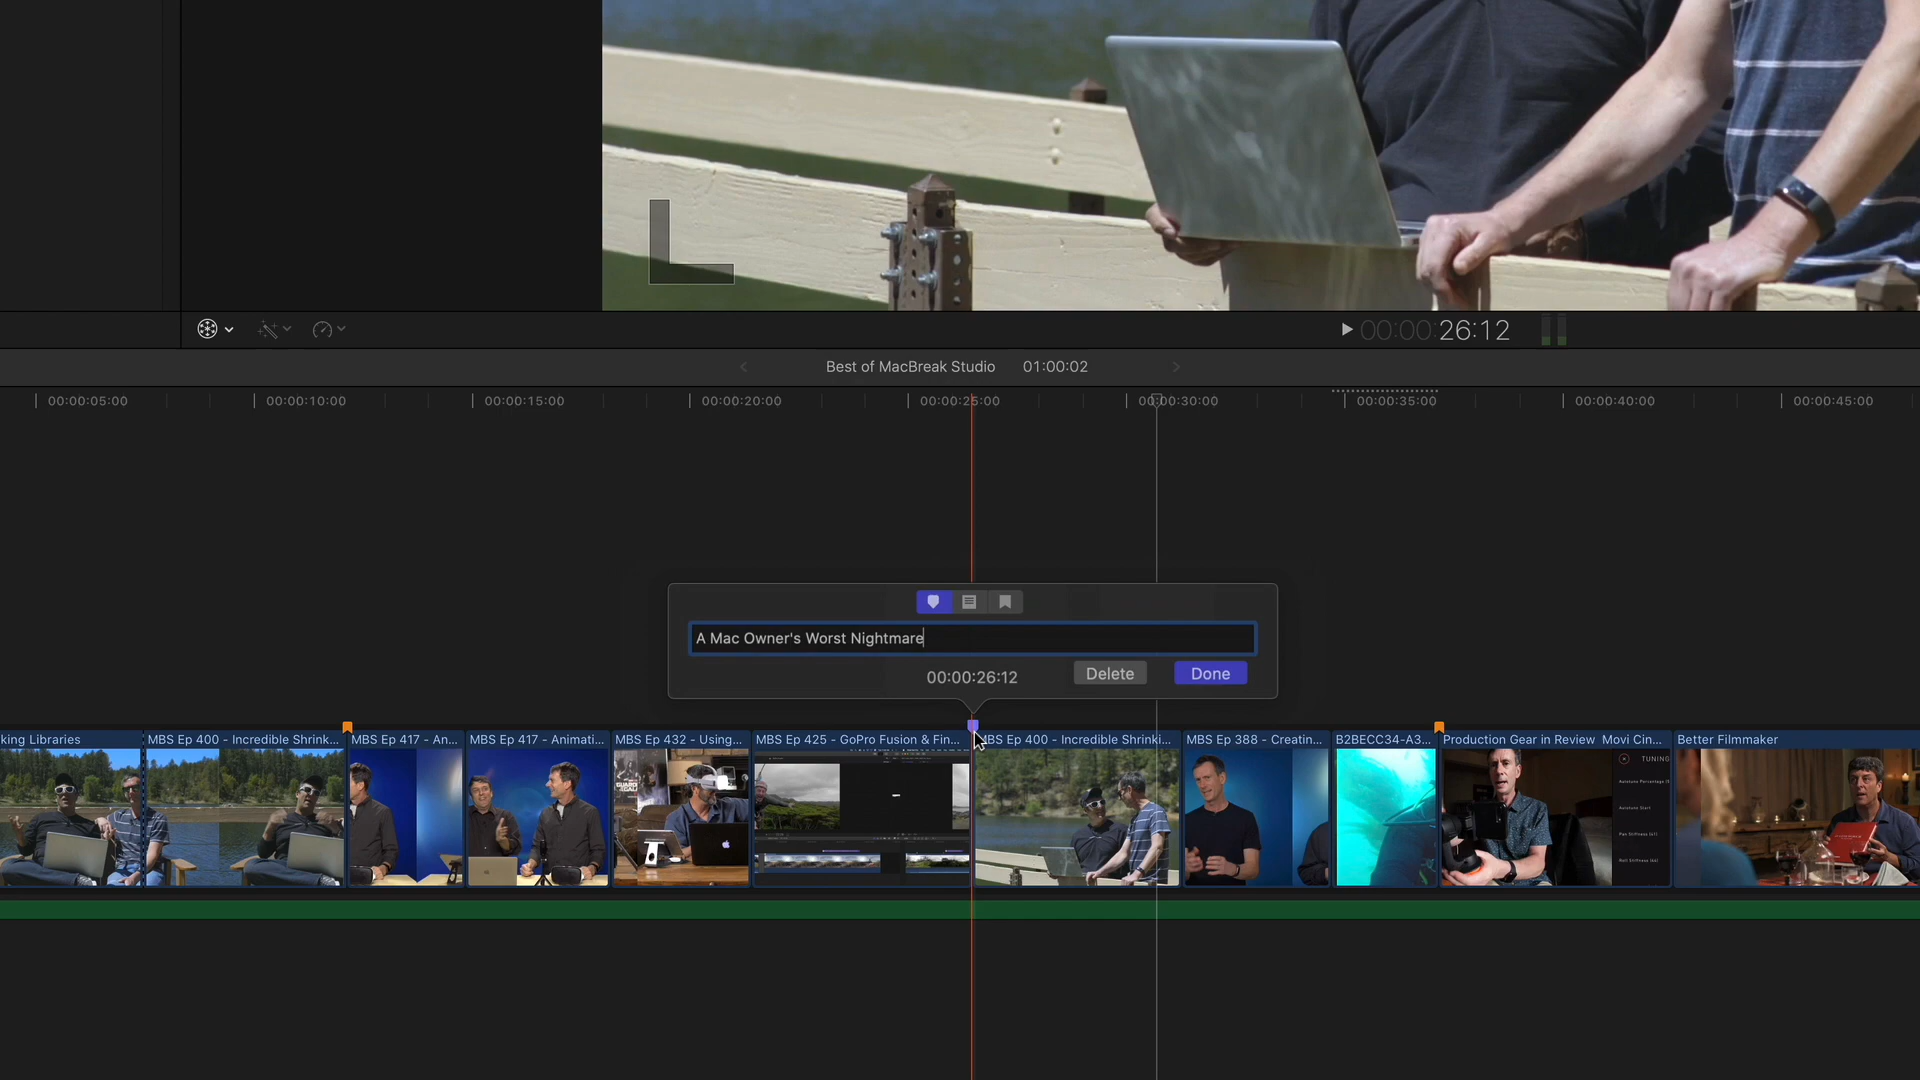 00:00:26:12
Best of MacBreak Studio 01:00:02
00:00:05:00 00:00:10:00 00:00:15:00 00:00:20:00 00:00:25:00 00:00:30:00 00:00:35:00 00:00:40:00 00:00:45:00
A Mac Owner's Worst Nightmare
00:00:26:12 Delete Done
king Libraries MBS Ep 400 - Incredible Shrink... MBS Ep 417 - An... MBS Ep 417 - Animati... MBS Ep 432 - Using... MBS Ep 425 - GoPro Fusion & Fin... BS Ep 400 - Incredible Shrinki... MBS Ep 388 - Creatin... B2BECC34-A3... Production Gear in Review Movi Cin... Better Filmmaker
TUNING
Autotune Start